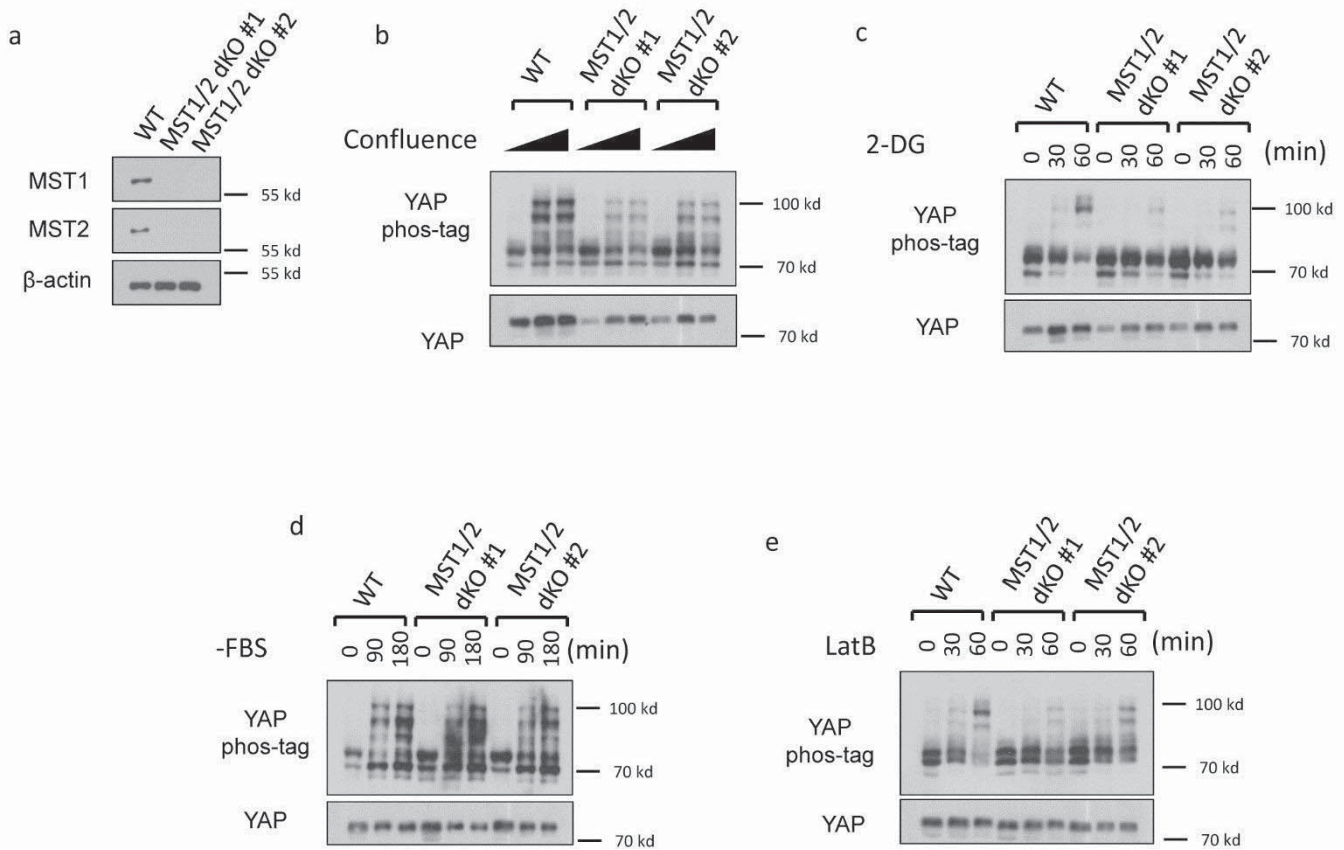 a
WT
MST1/2 dKO #1
MST1/2 dKO #2
MST1
55 kd
MST2
55 kd
β-actin
55 kd
b
WT
MST1/2
dKO #1
MST1/2
dKO #2
Confluence
YAP
phos-tag
100 kd
70 kd
YAP
70 kd
c
WT
MST1/2
dKO #1
MST1/2
dKO #2
2-DG
0 30 60 0 30 60 0 30 60 (min)
YAP
phos-tag
100 kd
70 kd
YAP
70 kd
d
WT
MST1/2
dKO #1
MST1/2
dKO #2
-FBS
0 90 180 0 90 180 0 90 180 (min)
YAP
phos-tag
100 kd
70 kd
YAP
70 kd
e
WT
MST1/2
dKO #1
MST1/2
dKO #2
LatB
0 30 60 0 30 60 0 30 60 (min)
YAP
phos-tag
100 kd
70 kd
YAP
70 kd